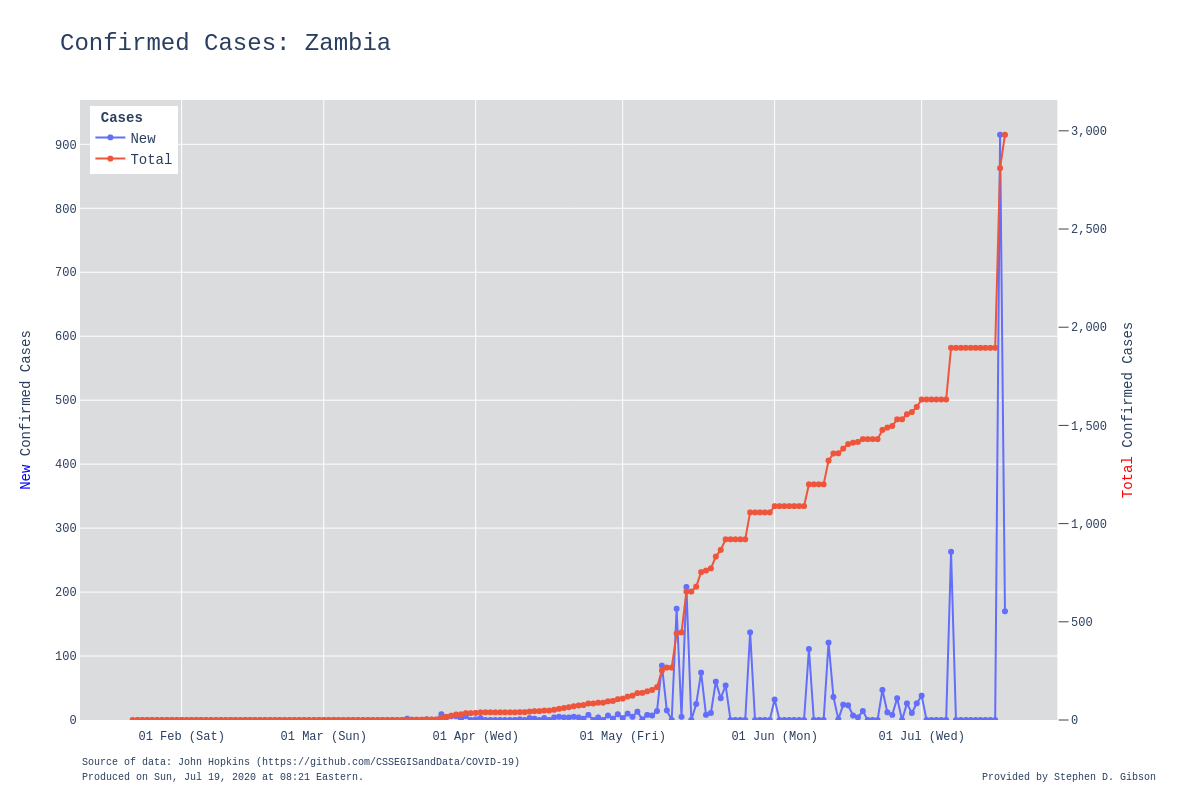 Confirmed Cases: Zambia
Cases
New
Total
900
800
700
600
500
400
300
200
100
0
3,000
2,500
2,000
1,500
1,000
500
0
New Confirmed Cases
Total Confirmed Cases
01 Feb (Sat)
01 Mar (Sun)
01 Apr (Wed)
01 May (Fri)
01 Jun (Mon)
01 Jul (Wed)
Source of data: John Hopkins (https://github.com/CSSEGISandData/COVID-19)
Produced on Sun, Jul 19, 2020 at 08:21 Eastern.
Provided by Stephen D. Gibson